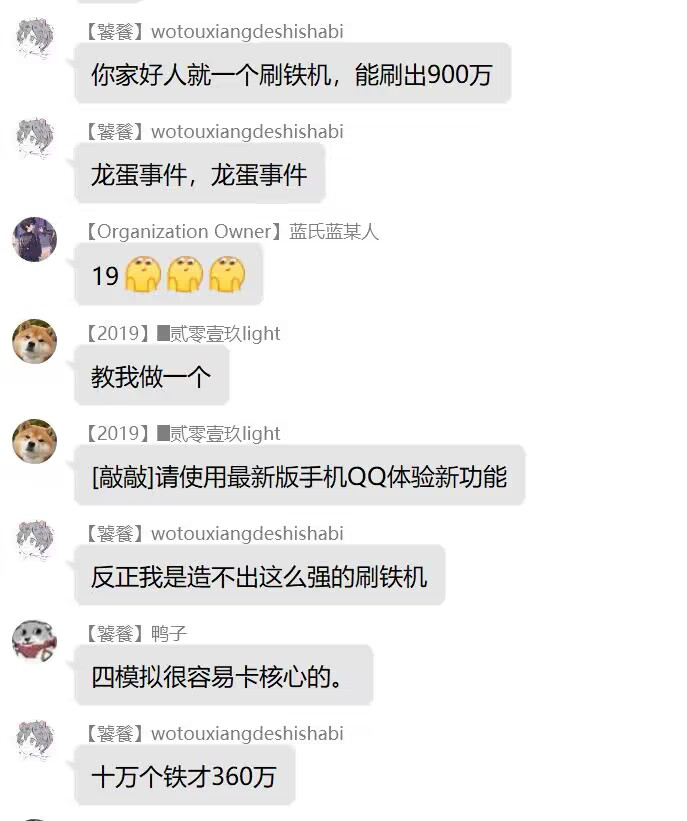 【饕餮】wotouxiangdeshishabi
你家好人就一个刷铁机，能刷出900万
【饕餮】wotouxiangdeshishabi
龙蛋事件，龙蛋事件
【Organization Owner】蓝氏蓝某人
19
【2019】█贰零壹玖light
教我做一个
【2019】█贰零壹玖light
[敲敲]请使用最新版手机QQ体验新功能
【饕餮】wotouxiangdeshishabi
反正我是造不出这么强的刷铁机
【饕餮】鸭子
四模拟很容易卡核心的。
【饕餮】wotouxiangdeshishabi
十万个铁才360万